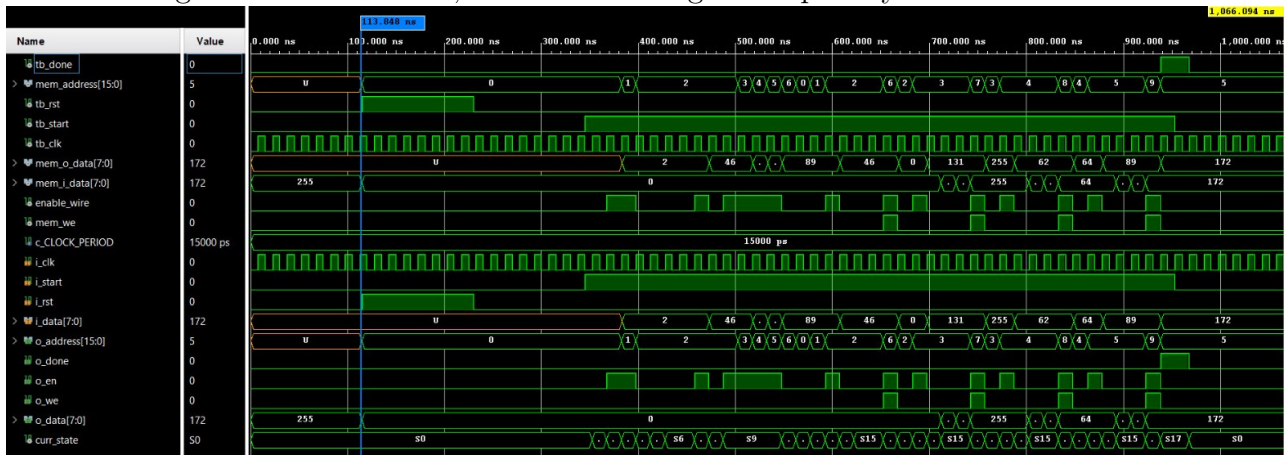 113.848 ns
1,066.094 ns
Name Value 0.000 ns 100.000 ns 200.000 ns 300.000 ns 400.000 ns 500.000 ns 600.000 ns 700.000 ns 800.000 ns 900.000 ns 1,000.000 ns
tb_done 0
mem_address[15:0] 5 U 0 1 2 3 4 5 6 0 1 2 6 2 3 7 3 4 8 4 5 9 5
tb_rst 0
tb_start 0
tb_clk 0
mem_o_data[7:0] 172 U 2 46 . . 89 46 0 131 255 62 64 89 172
mem_i_data[7:0] 172 255 0 . . 255 . . 64 . . 172
enable_wire 0
mem_we 0
c_CLOCK_PERIOD 15000 ps 15000 ps
i_clk 0
i_start 0
i_rst 0
i_data[7:0] 172 U 2 46 . . 89 46 0 131 255 62 64 89 172
o_address[15:0] 5 U 0 1 2 3 4 5 6 0 1 2 6 2 3 7 3 4 8 4 5 9 5
o_done 0
o_en 0
o_we 0
o_data[7:0] 172 255 0 . . 255 . . 64 . . 172
curr_state S0 S0 . . . . . S6 . . S9 . . . . . S15 . . . . S15 . . . . S15 . . . . S15 . S17 S0